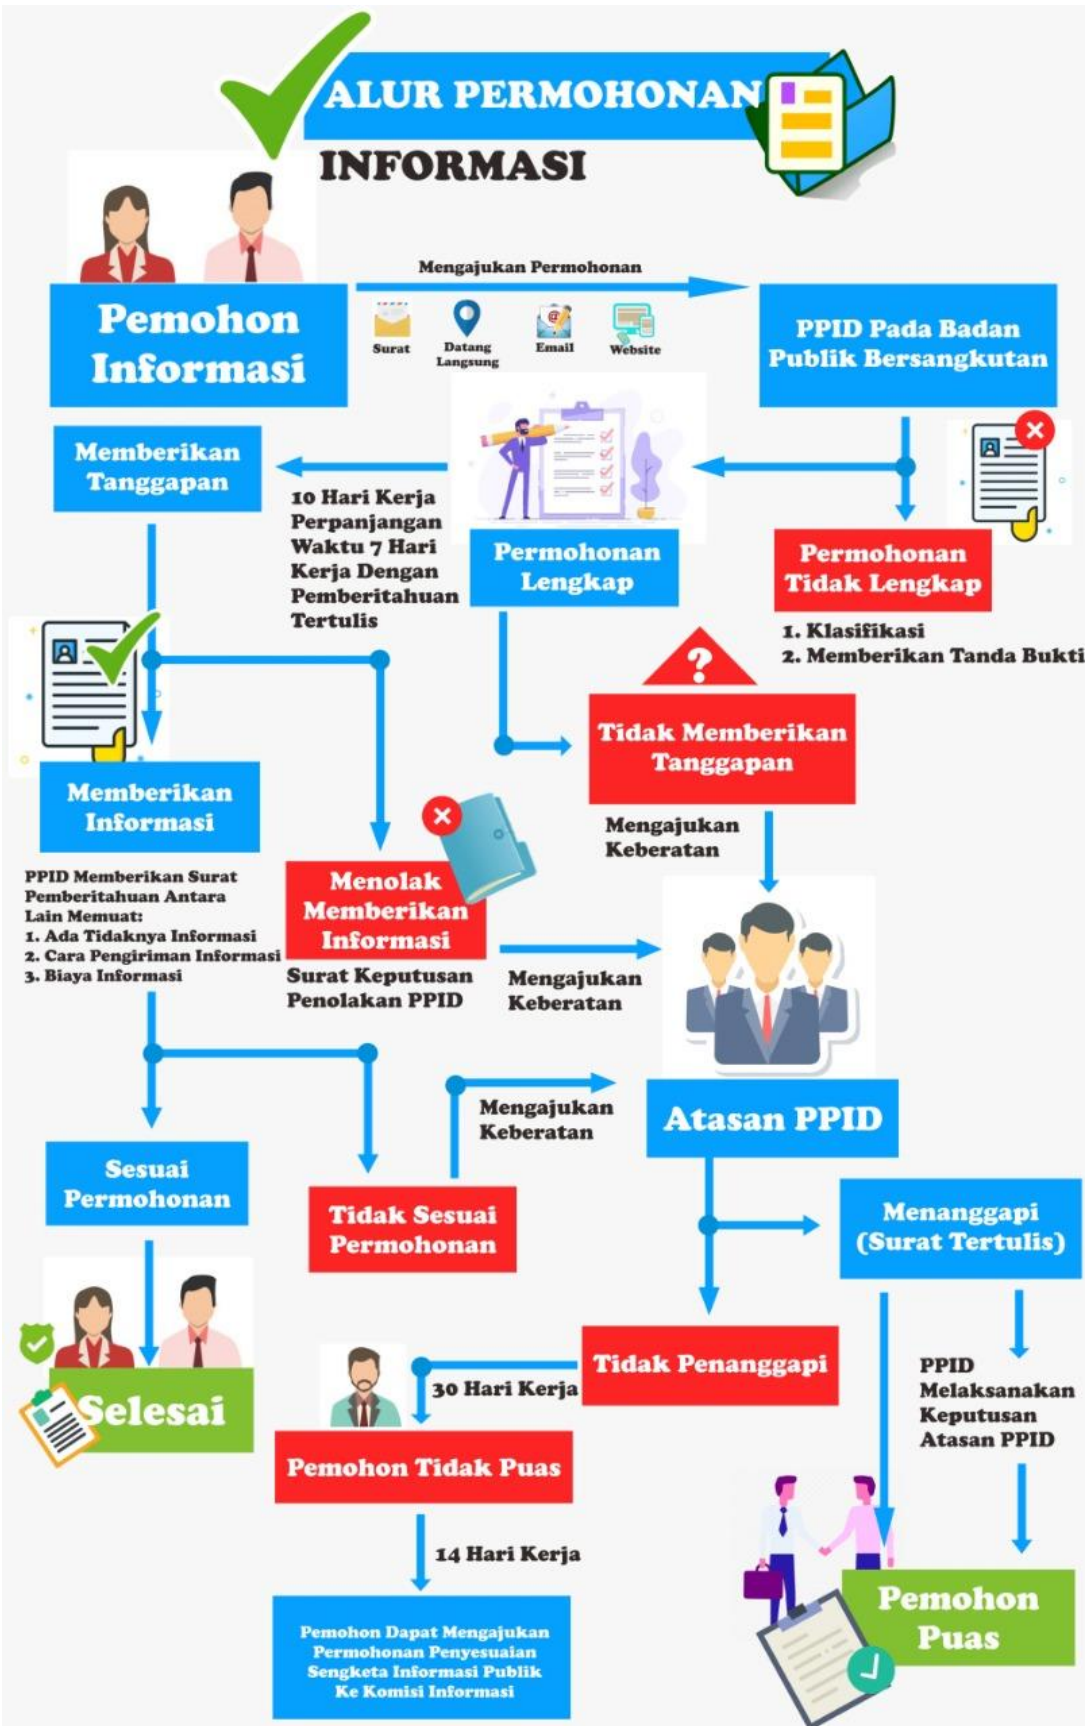 ALUR PERMOHONAN
INFORMASI
Mengajukan Permohonan
Pemohon
Informasi
Surat
Datang
Langsung
Email
Website
PPID Pada Badan
Publik Bersangkutan
Memberikan
Tanggapan
10 Hari Kerja
Perpanjangan
Waktu 7 Hari
Kerja Dengan
Pemberitahuan
Tertulis
Permohonan
Lengkap
Permohonan
Tidak Lengkap
1. Klasifikasi
2. Memberikan Tanda Bukti
?
Tidak Memberikan
Tanggapan
Mengajukan
Keberatan
Memberikan
Informasi
PPID Memberikan Surat
Pemberitahuan Antara
Lain Memuat:
1. Ada Tidaknya Informasi
2. Cara Pengiriman Informasi
3. Biaya Informasi
Menolak
Memberikan
Informasi
Surat Keputusan
Penolakan PPID
Mengajukan
Keberatan
Mengajukan
Keberatan
Atasan PPID
Sesuai
Permohonan
Tidak Sesuai
Permohonan
Menanggapi
(Surat Tertulis)
Tidak Penanggapi
30 Hari Kerja
PPID
Melaksanakan
Keputusan
Atasan PPID
Selesai
Pemohon Tidak Puas
14 Hari Kerja
Pemohon Dapat Mengajukan
Permohonan Penyesuaian
Sengketa Informasi Publik
Ke Komisi Informasi
Pemohon
Puas